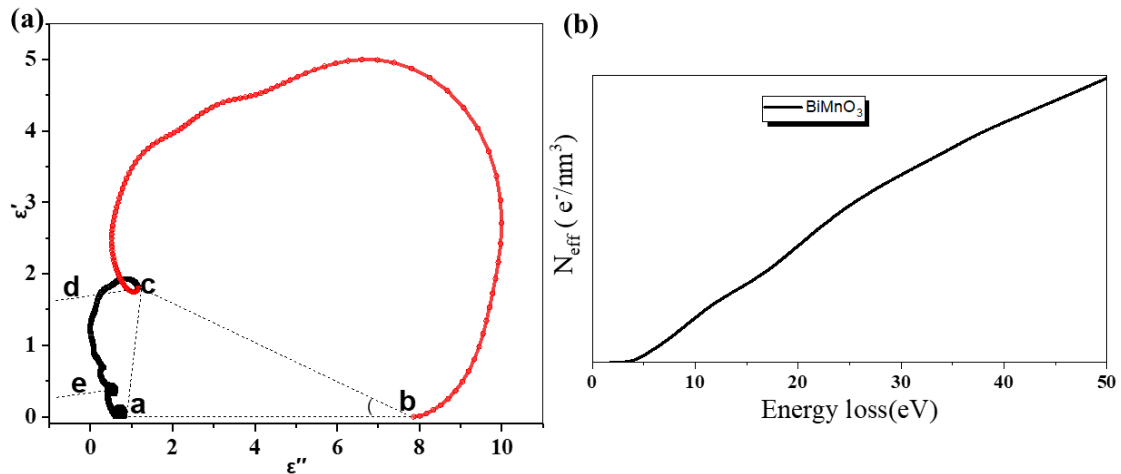 (a)
5
4
3
2
1
0
ε′
d
c
e
a
b
0 2 4 6 8 10
ε′′
(b)
BiMnO₃
N_eff ( e⁻/nm³)
0 10 20 30 40 50
Energy loss(eV)